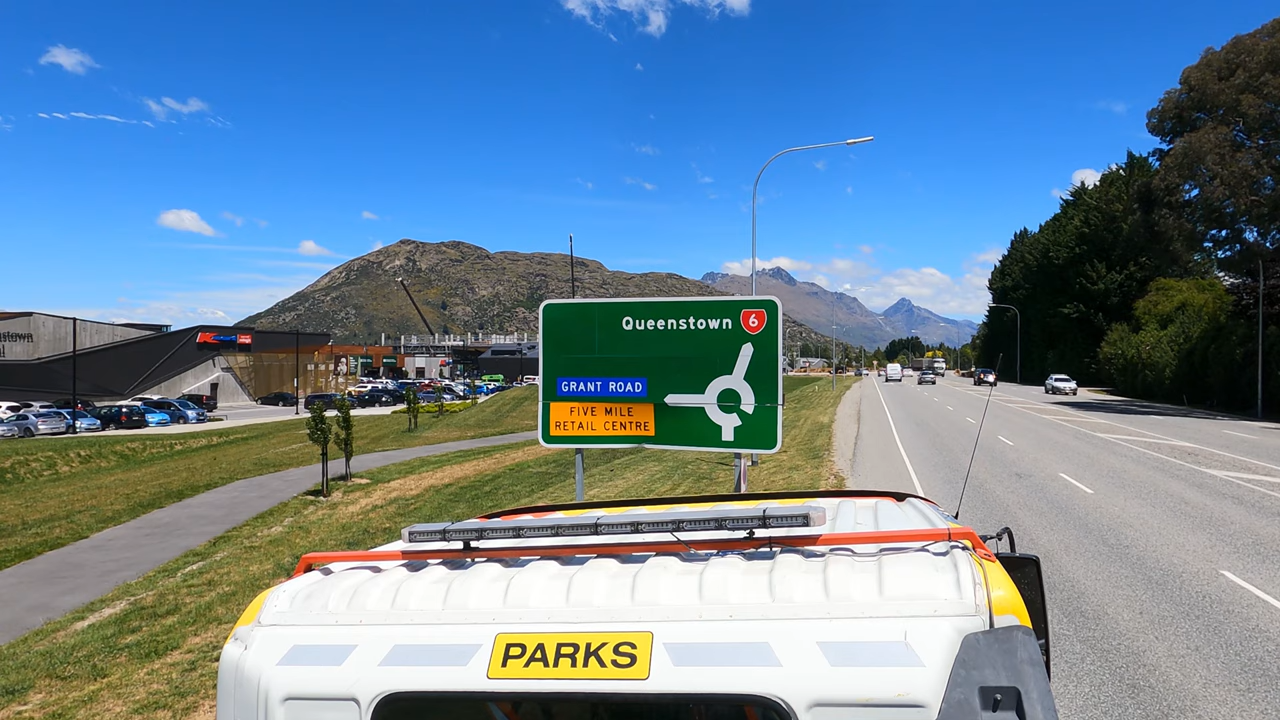 Queenstown
6
GRANT ROAD
FIVE MILE
RETAIL CENTRE
PARKS